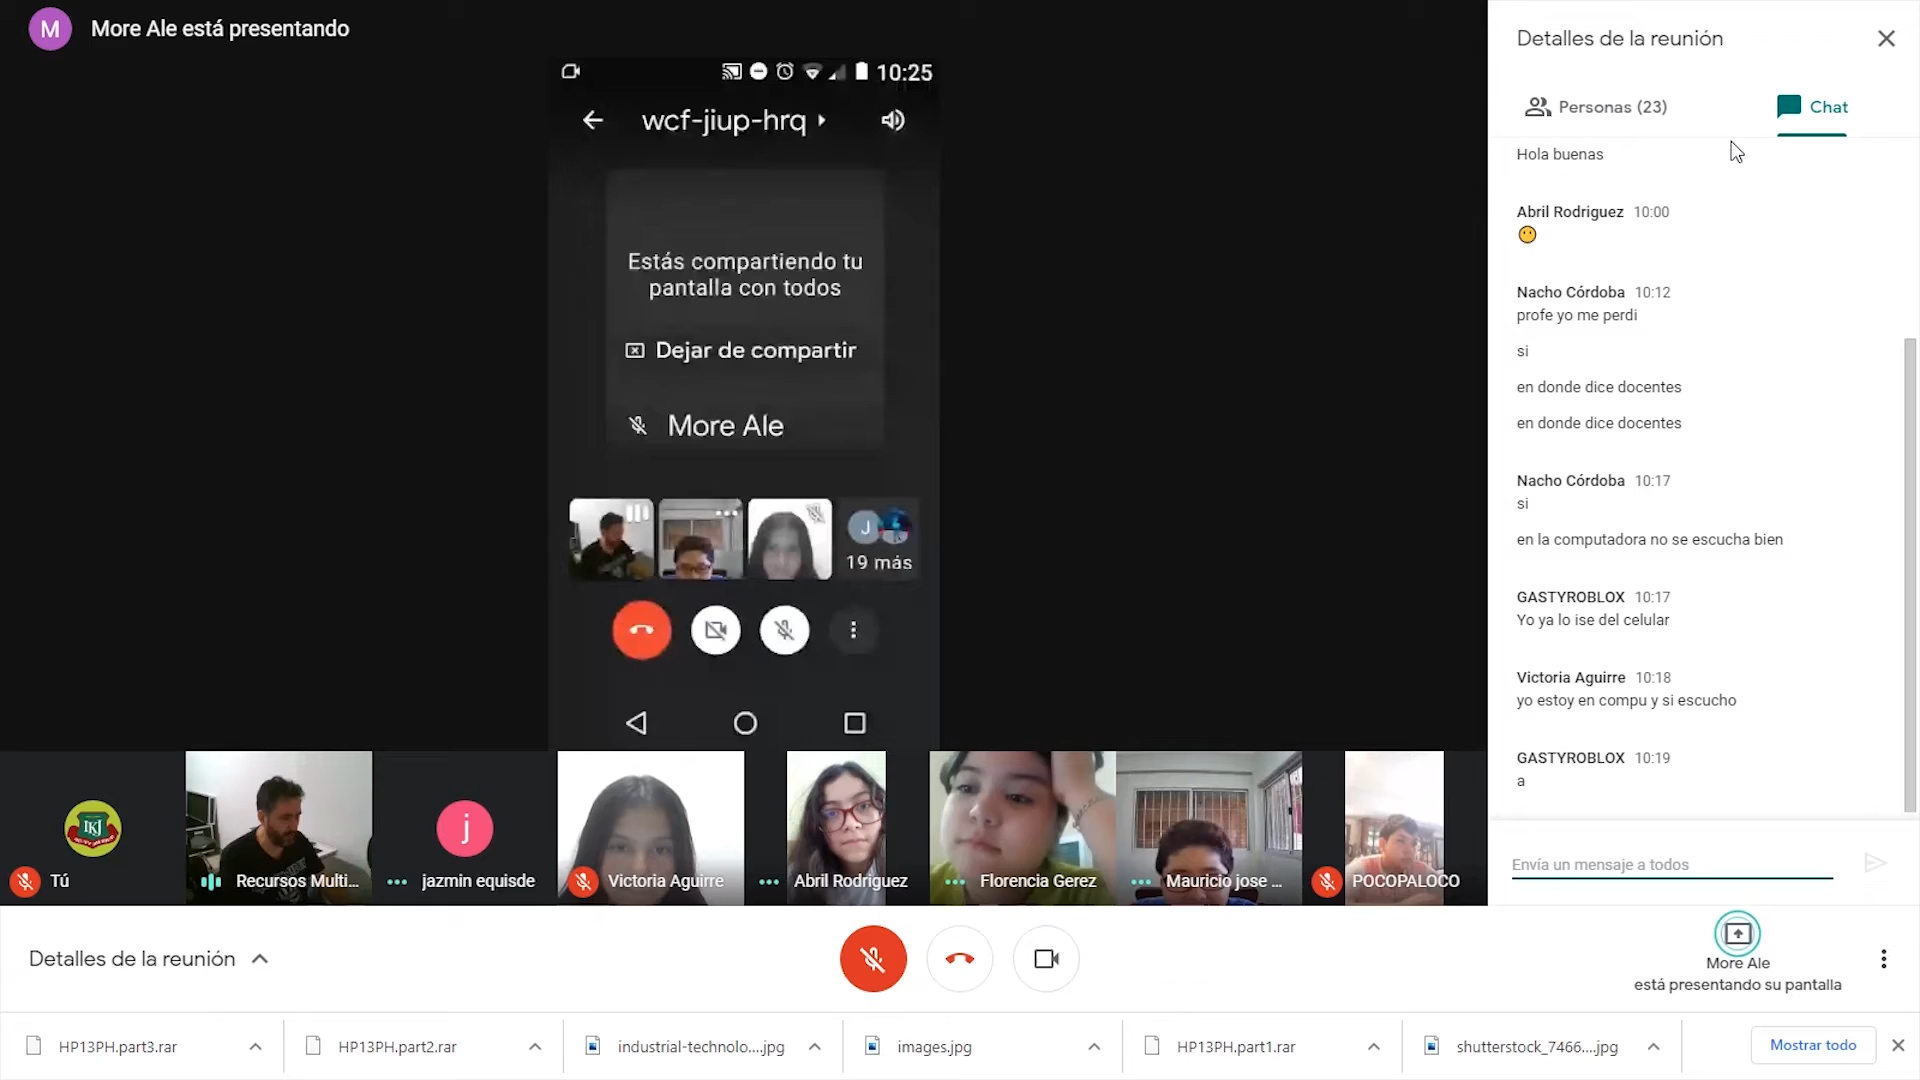 M
More Ale está presentando
10:25
wcf-jiup-hrq
Estás compartiendo tu
pantalla con todos
Dejar de compartir
More Ale
J
19 más
IKJ
Tú
Recursos Multi...
j
jazmin equisde
Victoria Aguirre
Abril Rodriguez
Florencia Gerez
Mauricio jose ...
POCOPALOCO
Detalles de la reunión
Personas (23)
Chat
Hola buenas
Abril Rodriguez 10:00
Nacho Córdoba 10:12
profe yo me perdi
si
en donde dice docentes
en donde dice docentes
Nacho Córdoba 10:17
si
en la computadora no se escucha bien
GASTYROBLOX 10:17
Yo ya lo ise del celular
Victoria Aguirre 10:18
yo estoy en compu y si escucho
GASTYROBLOX 10:19
a
Envía un mensaje a todos
Detalles de la reunión
More Ale
está presentando su pantalla
HP13PH.part3.rar
HP13PH.part2.rar
industrial-technolo....jpg
images.jpg
HP13PH.part1.rar
shutterstock_7466....jpg
Mostrar todo